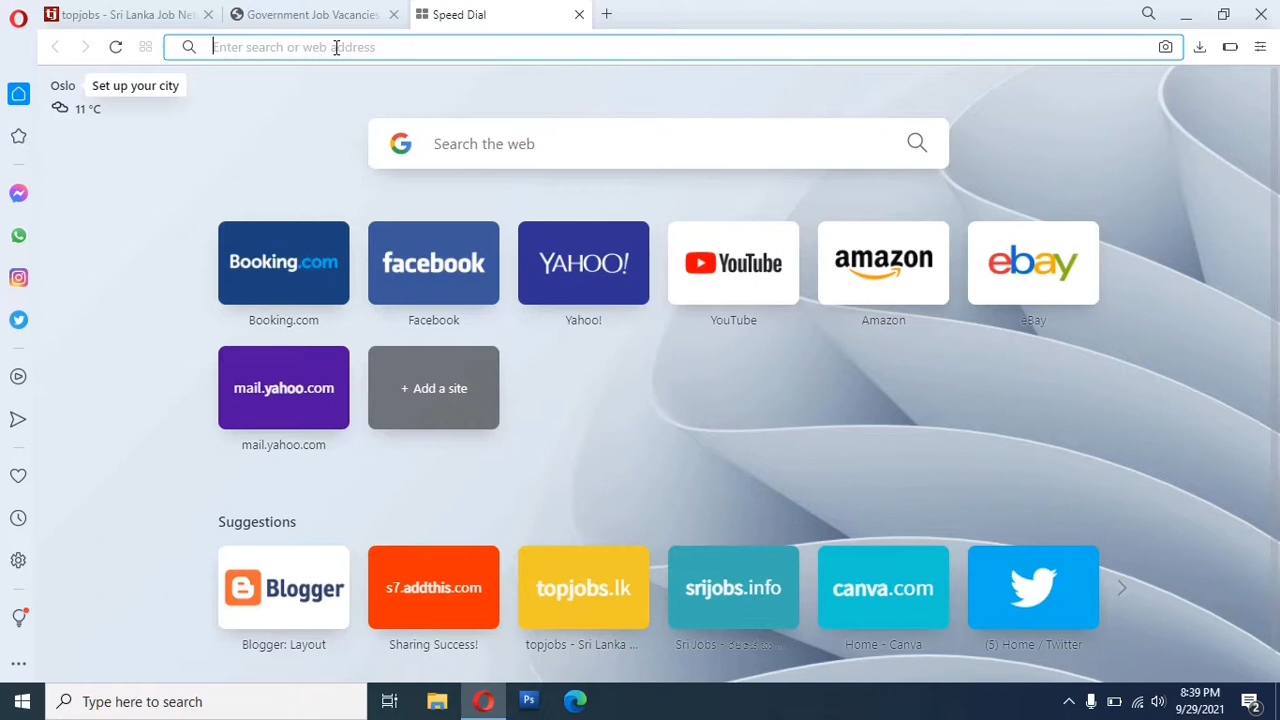 topjobs - Sri Lanka Job Net
Government Job Vacancies
Speed Dial
Enter search or web address
Oslo
Set up your city
11 °C
Search the web
Booking.com
facebook
YAHOO!
YouTube
amazon
ebay
Booking.com
Facebook
Yahoo!
YouTube
Amazon
eBay
mail.yahoo.com
+ Add a site
mail.yahoo.com
Suggestions
Blogger
s7.addthis.com
topjobs.lk
srijobs.info
canva.com
Blogger: Layout
Sharing Success!
topjobs - Sri Lanka ...
Sri Jobs -
Home - Canva
(5) Home / Twitter
Type here to search
Ps
8:39 PM
9/29/2021
2